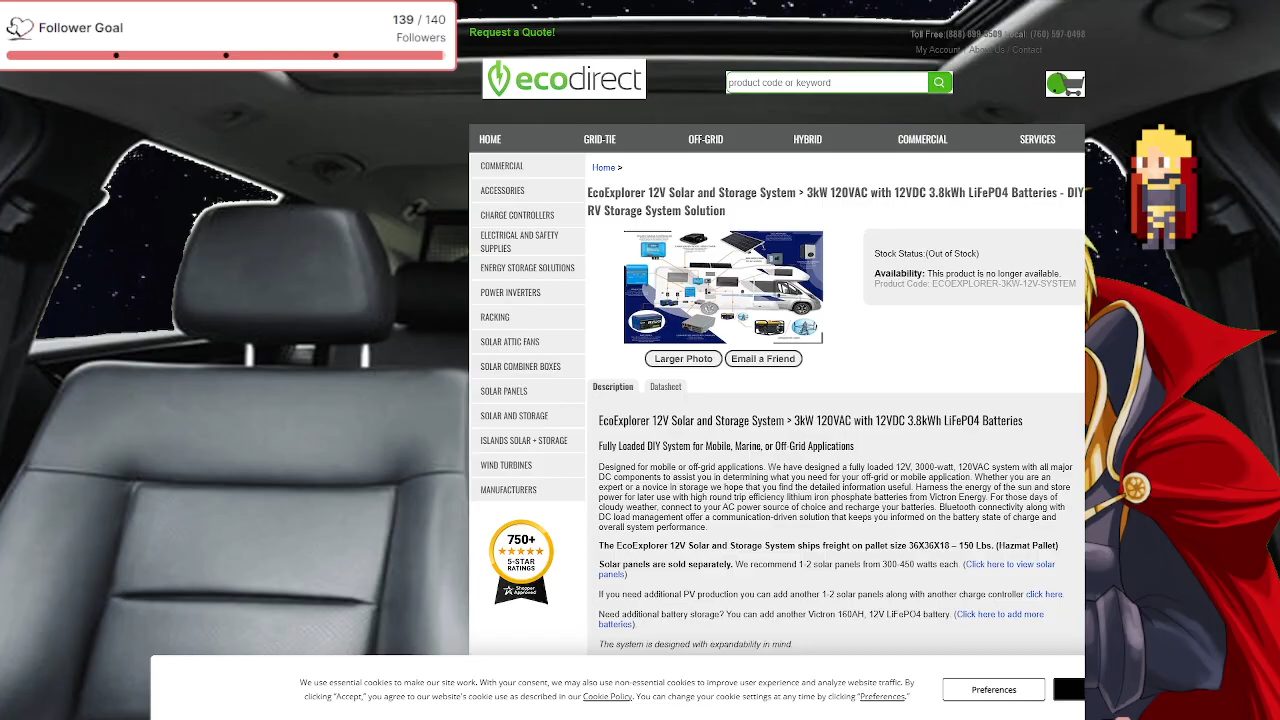 Follower Goal
139 / 140
Followers
Request a Quote!
My Account / About Us / Contact
ecodirect
product code or keyword
HOME
GRID-TIE
OFF-GRID
HYBRID
COMMERCIAL
SERVICES
COMMERCIAL
ACCESSORIES
CHARGE CONTROLLERS
ELECTRICAL AND SAFETY
SUPPLIES
ENERGY STORAGE SOLUTIONS
POWER INVERTERS
RACKING
SOLAR ATTIC FANS
SOLAR COMBINER BOXES
SOLAR PANELS
SOLAR AND STORAGE
ISLANDS SOLAR + STORAGE
WIND TURBINES
MANUFACTURERS
750+
5-STAR
RATINGS
Shopper
Approved
Home >
EcoExplorer 12V Solar and Storage System > 3kW 120VAC with 12VDC 3.8kWh LiFePO4 Batteries - DIY
RV Storage System Solution
Stock Status:(Out of Stock)
Availability: This product is no longer available.
Product Code: ECOEXPLORER-3KW-12V-SYSTEM
Larger Photo
Email a Friend
Description
Datasheet
EcoExplorer 12V Solar and Storage System > 3kW 120VAC with 12VDC 3.8kWh LiFePO4 Batteries
Fully Loaded DIY System for Mobile, Marine, or Off-Grid Applications
Designed for mobile or off-grid applications. We have designed a fully loaded 12V, 3000-watt, 120VAC system with all major
DC components to assist you in determining what you need for your off-grid or mobile application. Whether you are an
expert or a novice in storage we hope that you find the detailed information useful. Harness the energy of the sun and store
power for later use with high round trip efficiency lithium iron phosphate batteries from Victron Energy. For those days of
cloudy weather, connect to your AC power source of choice and recharge your batteries. Bluetooth connectivity along with
DC load management offer a communication-driven solution that keeps you informed on the battery state of charge and
overall system performance.
The EcoExplorer 12V Solar and Storage System ships freight on pallet size 36X36X18 – 150 Lbs. (Hazmat Pallet)
Solar panels are sold separately. We recommend 1-2 solar panels from 300-450 watts each. (Click here to view solar
panels)
If you need additional PV production you can add another 1-2 solar panels along with another charge controller click here.
Need additional battery storage? You can add another Victron 160AH, 12V LiFePO4 battery. (Click here to add more
batteries).
The system is designed with expandability in mind.
We use essential cookies to make our site work. With your consent, we may also use non-essential cookies to improve user experience and analyze website traffic. By
clicking "Accept," you agree to our website's cookie use as described in our Cookie Policy. You can change your cookie settings at any time by clicking "Preferences."
Preferences